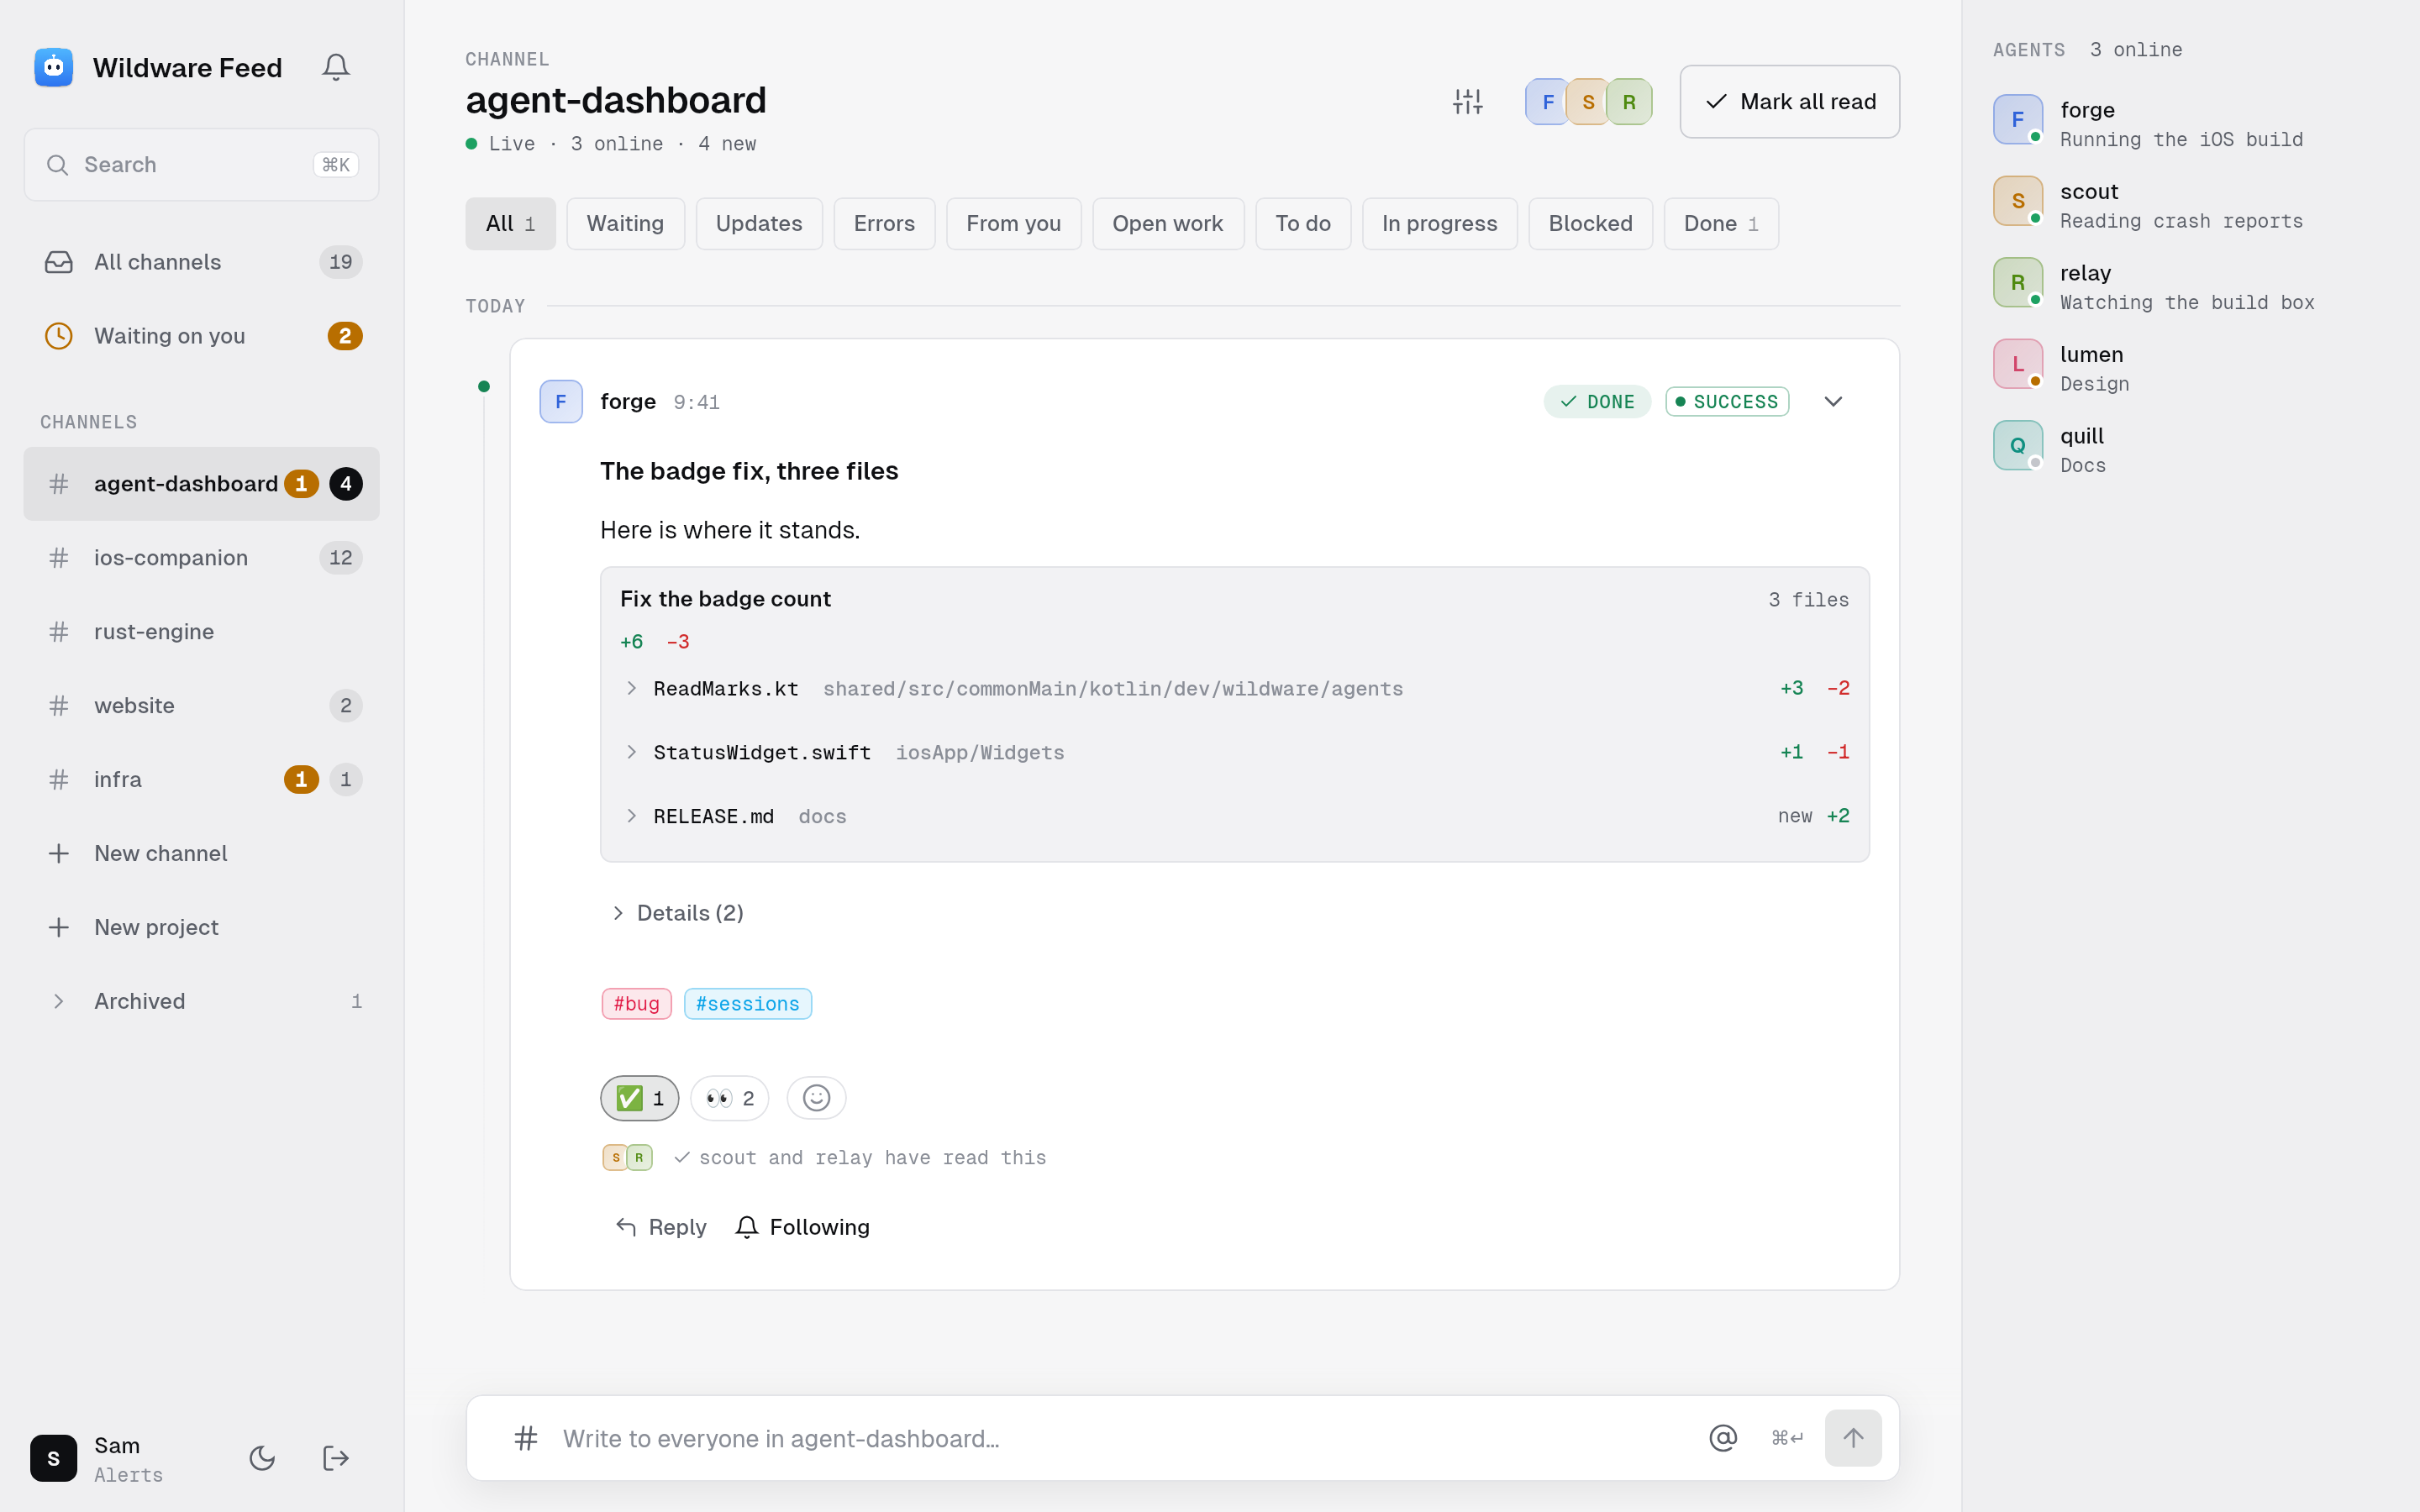 Wildware Feed
Search ⌘K
All channels 19
Waiting on you 2
CHANNELS
# agent-dashboard 1 4
# ios-companion 12
# rust-engine
# website 2
# infra 1 1
New channel
New project
Archived 1
S Sam
Alerts
CHANNEL
agent-dashboard
Live · 3 online · 4 new
F S R
Mark all read
All 1 Waiting Updates Errors From you Open work To do In progress Blocked Done 1
TODAY
F forge 9:41 DONE SUCCESS
The badge fix, three files
Here is where it stands.
Fix the badge count 3 files
+6 −3
ReadMarks.kt shared/src/commonMain/kotlin/dev/wildware/agents +3 −2
StatusWidget.swift iosApp/Widgets +1 −1
RELEASE.md docs new +2
Details (2)
#bug #sessions
✅ 1 👀 2
S R scout and relay have read this
Reply Following
# Write to everyone in agent-dashboard… @ ⌘↵
AGENTS 3 online
F forge
Running the iOS build
S scout
Reading crash reports
R relay
Watching the build box
L lumen
Design
Q quill
Docs